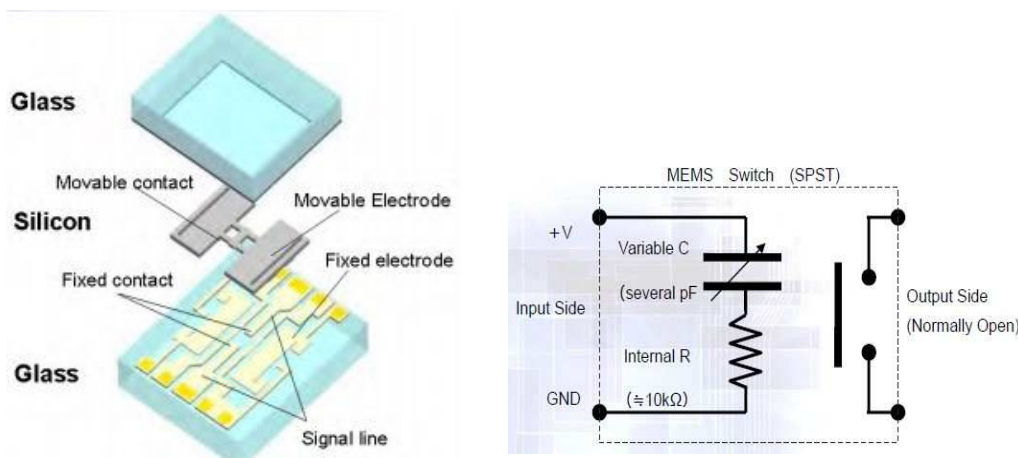 Glass
Movable contact
Silicon
Movable Electrode
Fixed electrode
Fixed contact
Glass
Signal line
MEMS Switch (SPST)
+V
Variable C
(several pF
Input Side
Output Side
(Normally Open)
Internal R
GND
(≒10kΩ)